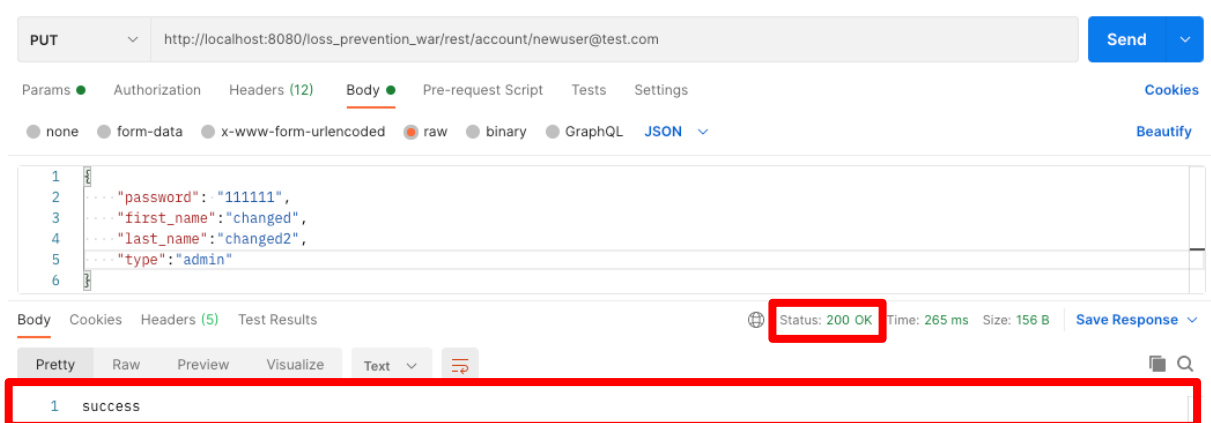 PUT http://localhost:8080/loss_prevention_war/rest/account/newuser@test.com Send
Params Authorization Headers (12) Body Pre-request Script Tests Settings Cookies
none form-data x-www-form-urlencoded raw binary GraphQL JSON Beautify
1 {
2 "password": "111111",
3 "first_name":"changed",
4 "last_name":"changed2",
5 "type":"admin"
6 }
Body Cookies Headers (5) Test Results Status: 200 OK Time: 265 ms Size: 156 B Save Response
Pretty Raw Preview Visualize Text
1 success